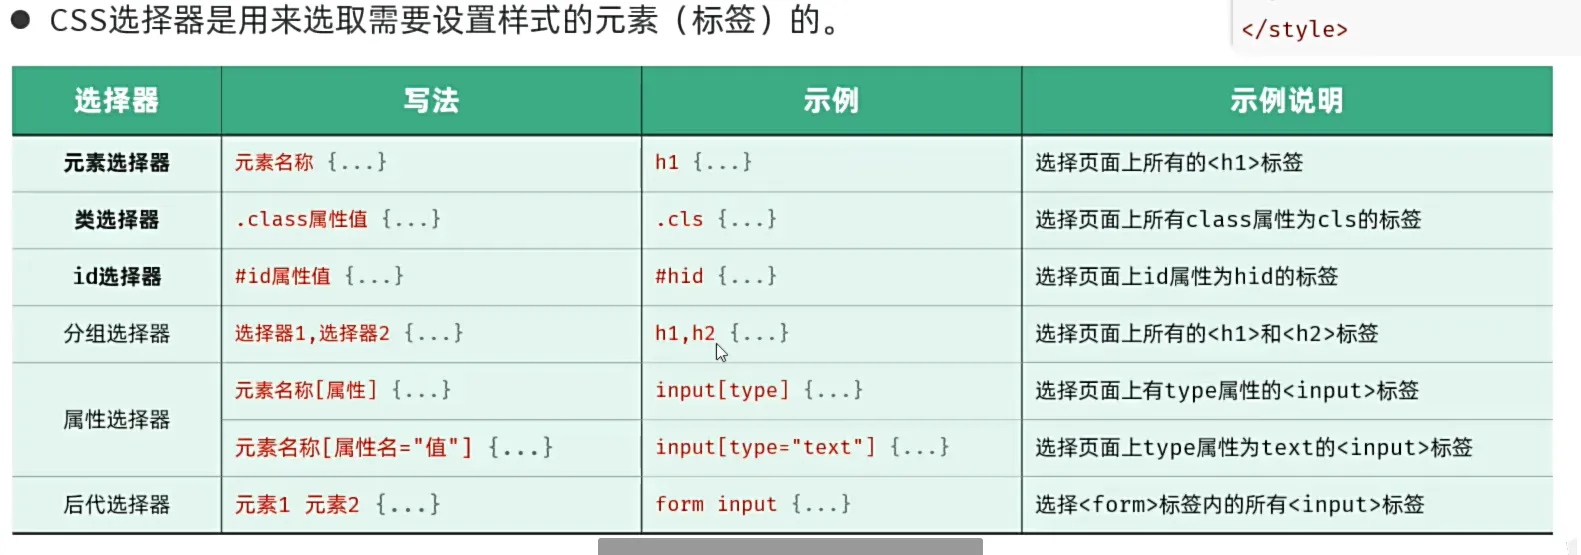 ● CSS选择器是用来选取需要设置样式的元素（标签）的。
</style>
选择器 写法 示例 示例说明
元素选择器 元素名称 {...} h1 {...} 选择页面上所有的<h1>标签
类选择器 .class属性值 {...} .cls {...} 选择页面上所有class属性为cls的标签
id选择器 #id属性值 {...} #hid {...} 选择页面上id属性为hid的标签
分组选择器 选择器1,选择器2 {...} h1,h2 {...} 选择页面上所有的<h1>和<h2>标签
属性选择器 元素名称[属性] {...} input[type] {...} 选择页面上有type属性的<input>标签
元素名称[属性名="值"] {...} input[type="text"] {...} 选择页面上type属性为text的<input>标签
后代选择器 元素1 元素2 {...} form input {...} 选择<form>标签内的所有<input>标签